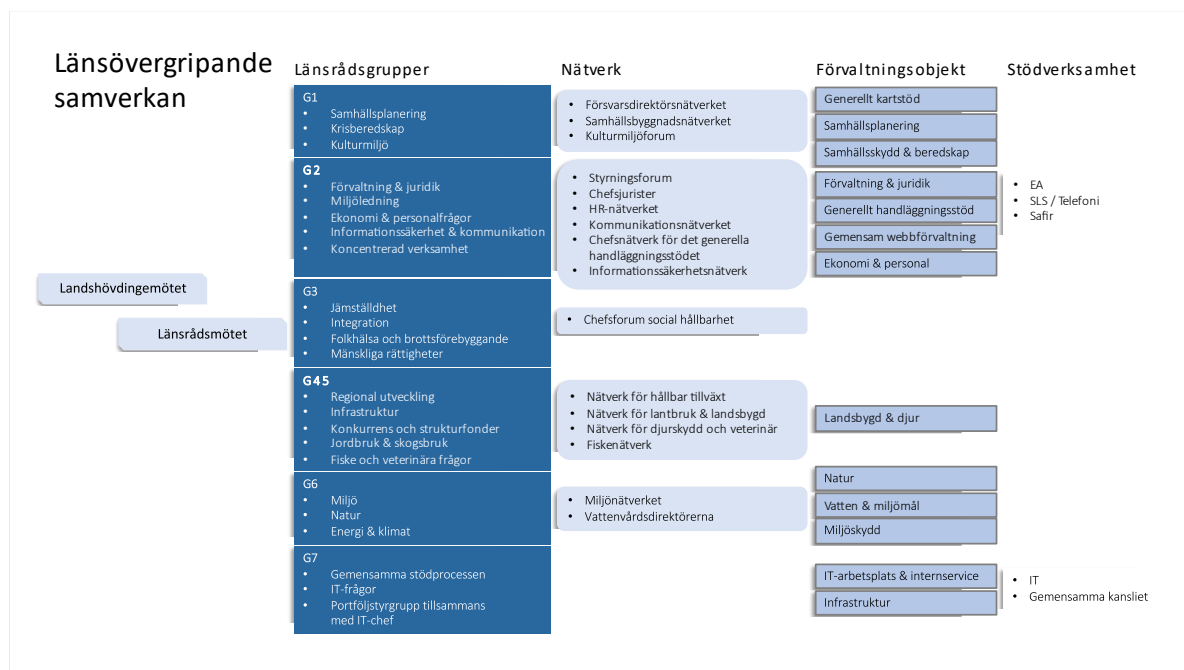 Länsövergripande
samverkan
Länsrådsgrupper
Nätverk
Förvaltningsobjekt
Stödverksamhet
Landshövdingemötet
Länsrådsmötet
G1
• Samhällsplanering
• Krisberedskap
• Kulturmiljö
• Försvarsdirektörsnätverket
• Samhällsbyggnadsnätverket
• Kulturmiljöforum
Generellt kartstöd
Samhällsplanering
Samhällsskydd & beredskap
G2
• Förvaltning & juridik
• Miljöledning
• Ekonomi & personalfrågor
• Informationssäkerhet & kommunikation
• Koncentrerad verksamhet
• Styrningsforum
• Chefsjurister
• HR-nätverket
• Kommunikationsnätverket
• Chefsnätverk för det generella
handläggningsstödet
• Informationssäkerhetsnätverk
Förvaltning & juridik
Generellt handläggningsstöd
Gemensam webbförvaltning
Ekonomi & personal
• EA
• SLS / Telefoni
• Safir
G3
• Jämställdhet
• Integration
• Folkhälsa och brottsförebyggande
• Mänskliga rättigheter
• Chefsforum social hållbarhet
G45
• Regional utveckling
• Infrastruktur
• Konkurrens och strukturfonder
• Jordbruk & skogsbruk
• Fiske och veterinära frågor
• Nätverk för hållbar tillväxt
• Nätverk för lantbruk & landsbygd
• Nätverk för djurskydd och veterinär
• Fiskenätverk
Landsbygd & djur
G6
• Miljö
• Natur
• Energi & klimat
• Miljönätverket
• Vattenvårdsdirektörerna
Natur
Vatten & miljömål
Miljöskydd
G7
• Gemensamma stödprocessen
• IT-frågor
• Portföljstyrgrupp tillsammans
med IT-chef
IT-arbetsplats & internservice
Infrastruktur
• IT
• Gemensamma kansliet